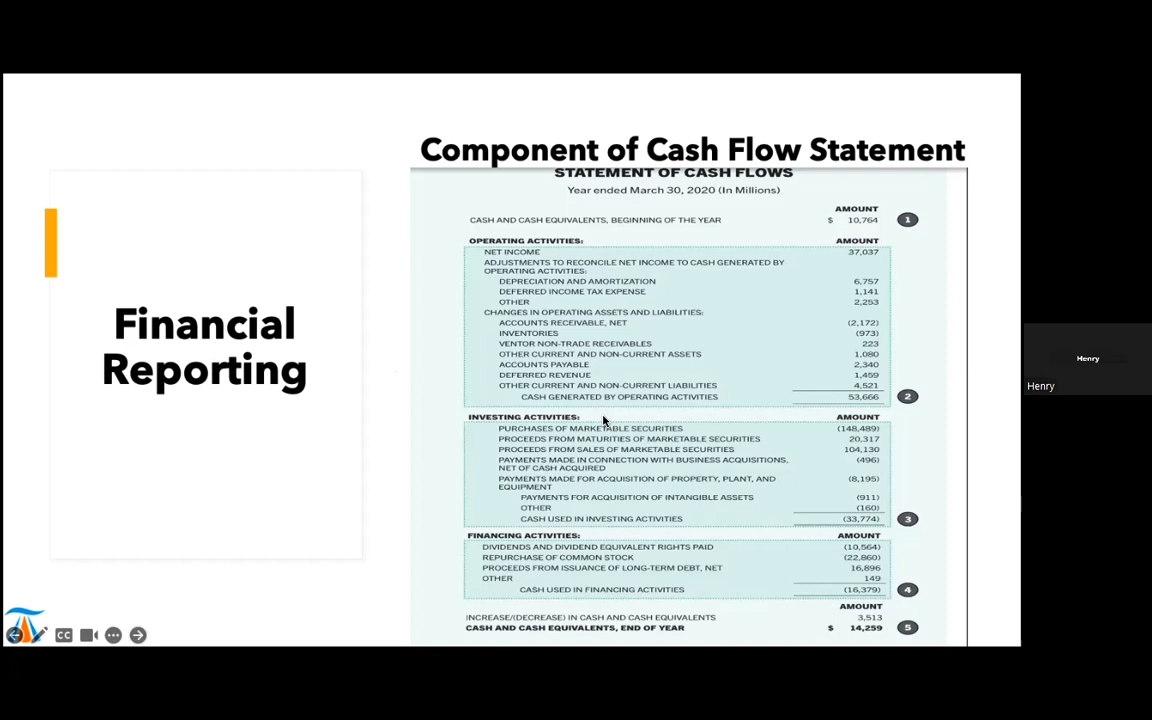 Component of Cash Flow Statement
Financial
Reporting
STATEMENT OF CASH FLOWS
Year ended March 30, 2020 (In Millions)
AMOUNT
CASH AND CASH EQUIVALENTS, BEGINNING OF THE YEAR $ 10,764 1
OPERATING ACTIVITIES: AMOUNT
NET INCOME 37,037
ADJUSTMENTS TO RECONCILE NET INCOME TO CASH GENERATED BY
OPERATING ACTIVITIES:
DEPRECIATION AND AMORTIZATION 6,757
DEFERRED INCOME TAX EXPENSE 1,141
OTHER 2,253
CHANGES IN OPERATING ASSETS AND LIABILITIES:
ACCOUNTS RECEIVABLE, NET (2,172)
INVENTORIES (973)
VENTOR NON-TRADE RECEIVABLES 223
OTHER CURRENT AND NON-CURRENT ASSETS 1,080
ACCOUNTS PAYABLE 2,340
DEFERRED REVENUE 1,459
OTHER CURRENT AND NON-CURRENT LIABILITIES 4,521
CASH GENERATED BY OPERATING ACTIVITIES 53,666 2
INVESTING ACTIVITIES: AMOUNT
PURCHASES OF MARKETABLE SECURITIES (148,489)
PROCEEDS FROM MATURITIES OF MARKETABLE SECURITIES 20,317
PROCEEDS FROM SALES OF MARKETABLE SECURITIES 104,130
PAYMENTS MADE IN CONNECTION WITH BUSINESS ACQUISITIONS, (496)
NET OF CASH ACQUIRED
PAYMENTS MADE FOR ACQUISITION OF PROPERTY, PLANT, AND (8,195)
EQUIPMENT
PAYMENTS FOR ACQUISITION OF INTANGIBLE ASSETS (911)
OTHER (160)
CASH USED IN INVESTING ACTIVITIES (33,774) 3
FINANCING ACTIVITIES: AMOUNT
DIVIDENDS AND DIVIDEND EQUIVALENT RIGHTS PAID (10,564)
REPURCHASE OF COMMON STOCK (22,860)
PROCEEDS FROM ISSUANCE OF LONG-TERM DEBT, NET 16,896
OTHER 149
CASH USED IN FINANCING ACTIVITIES (16,379) 4
AMOUNT
INCREASE/(DECREASE) IN CASH AND CASH EQUIVALENTS 3,513
CASH AND CASH EQUIVALENTS, END OF YEAR $ 14,259 5
Henry
Henry
CC